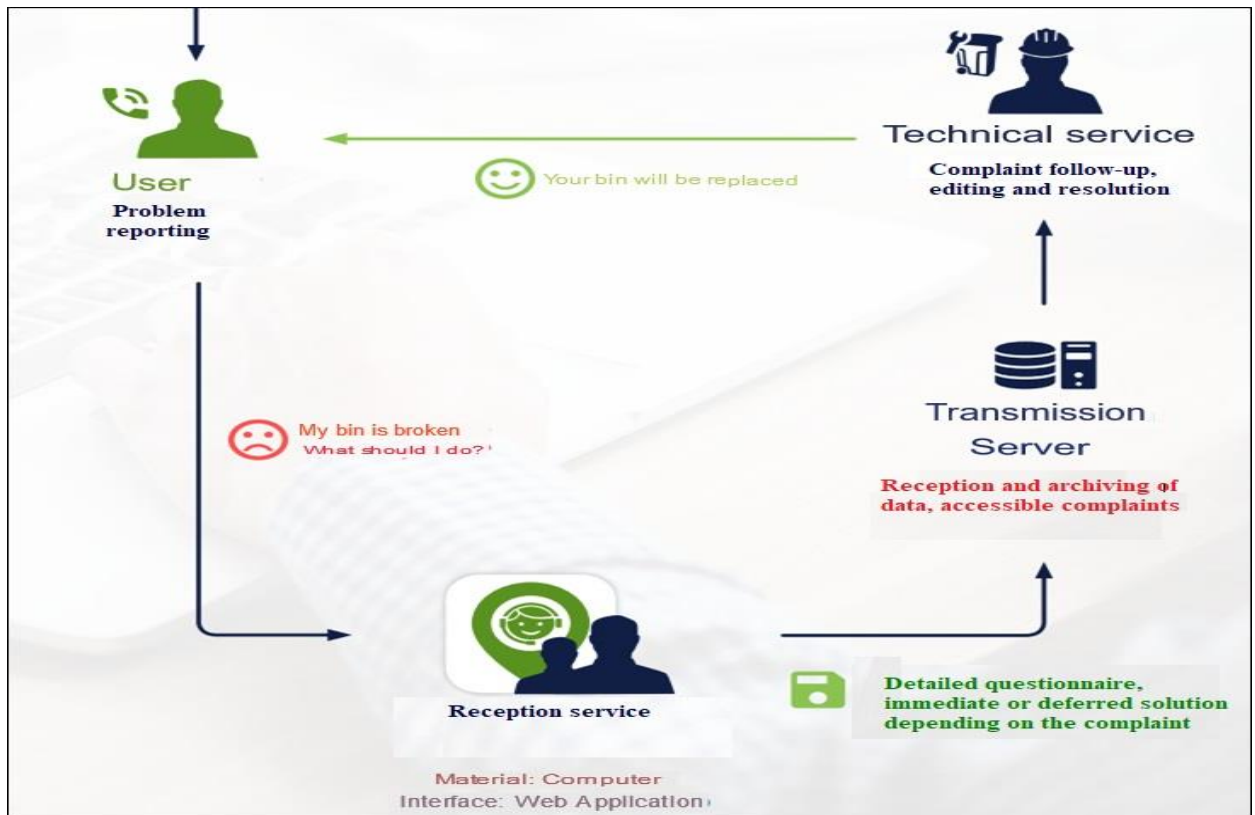 User
Problem
reporting
Your bin will be replaced
Technical service
Complaint follow-up,
editing and resolution
My bin is broken
What should I do?
Transmission
Server
Reception and archiving of
data, accessible complaints
Reception service
Material: Computer
Interface: Web Application
Detailed questionnaire,
immediate or deferred solution
depending on the complaint